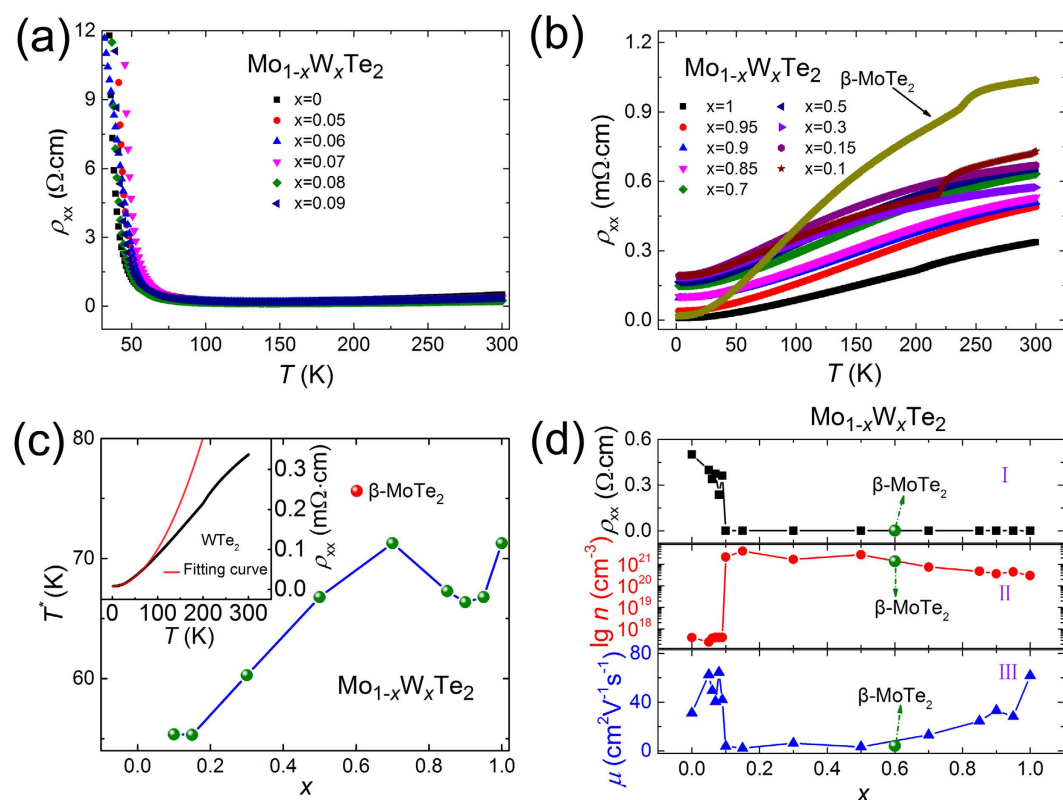 (a)
12
9
6
3
0
ρxx (Ω·cm)
Mo1-xWxTe2
x=0
x=0.05
x=0.06
x=0.07
x=0.08
x=0.09
50 100 150 200 250 300
T (K)
(b)
1.2
0.9
0.6
0.3
0.0
ρxx (mΩ·cm)
Mo1-xWxTe2
β-MoTe2
x=1 x=0.5
x=0.95 x=0.3
x=0.9 x=0.15
x=0.85 x=0.1
x=0.7
0 50 100 150 200 250 300
T (K)
(c)
80
70
60
T* (K)
0.3
0.2
0.1
0.0
ρxx (mΩ·cm)
WTe2
Fitting curve
0 100 200 300
T (K)
β-MoTe2
Mo1-xWxTe2
0.0 0.2 0.4 0.6 0.8 1.0
x
(d)
Mo1-xWxTe2
0.6
0.3
0.0
ρxx (Ω·cm)
I
β-MoTe2
10^21
10^20
10^19
10^18
lg n (cm-3)
II
β-MoTe2
80
40
0
μ (cm2V-1s-1)
III
β-MoTe2
0.0 0.2 0.4 0.6 0.8 1.0
x